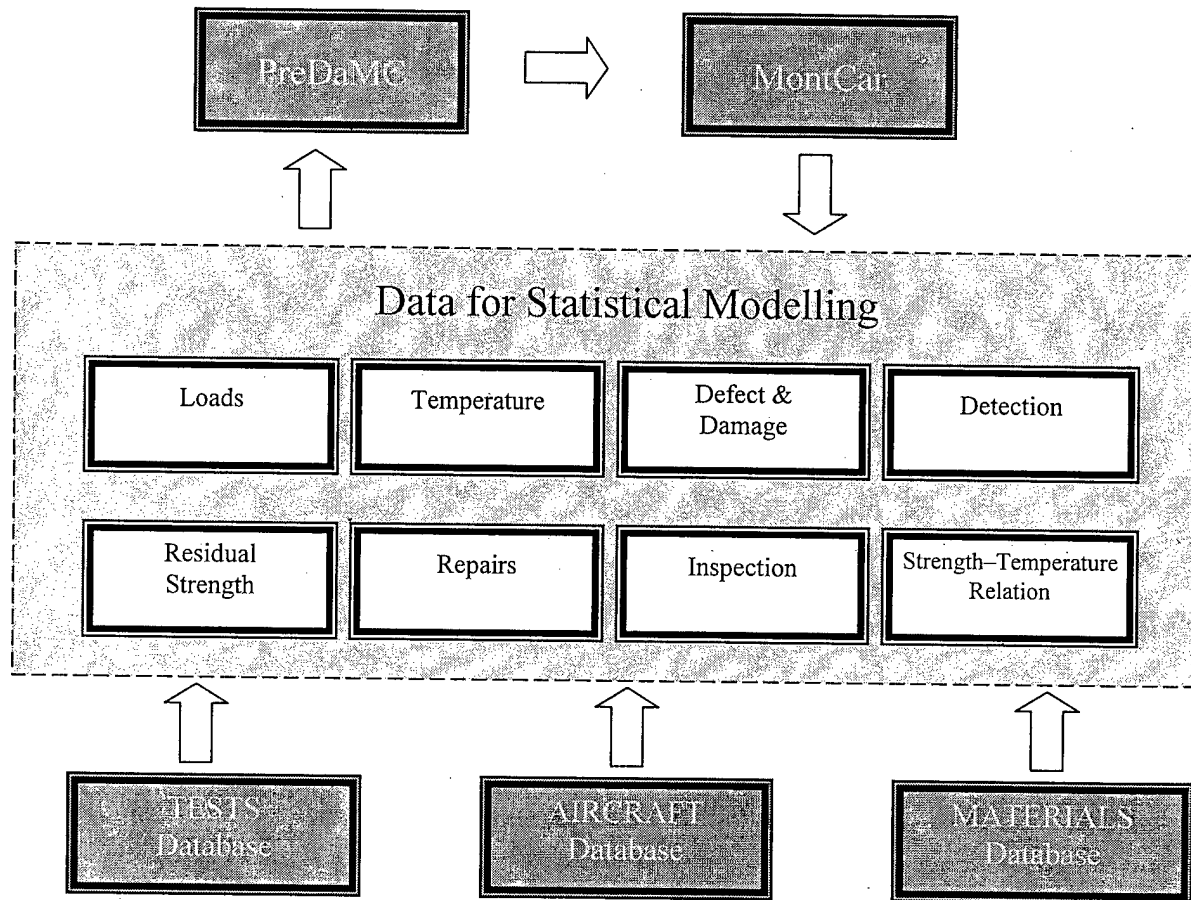 PreDaMC
MontCar
Data for Statistical Modelling
Loads
Temperature
Defect &
Damage
Detection
Residual
Strength
Repairs
Inspection
Strength–Temperature
Relation
TESTS
Database
AIRCRAFT
Database
MATERIALS
Database